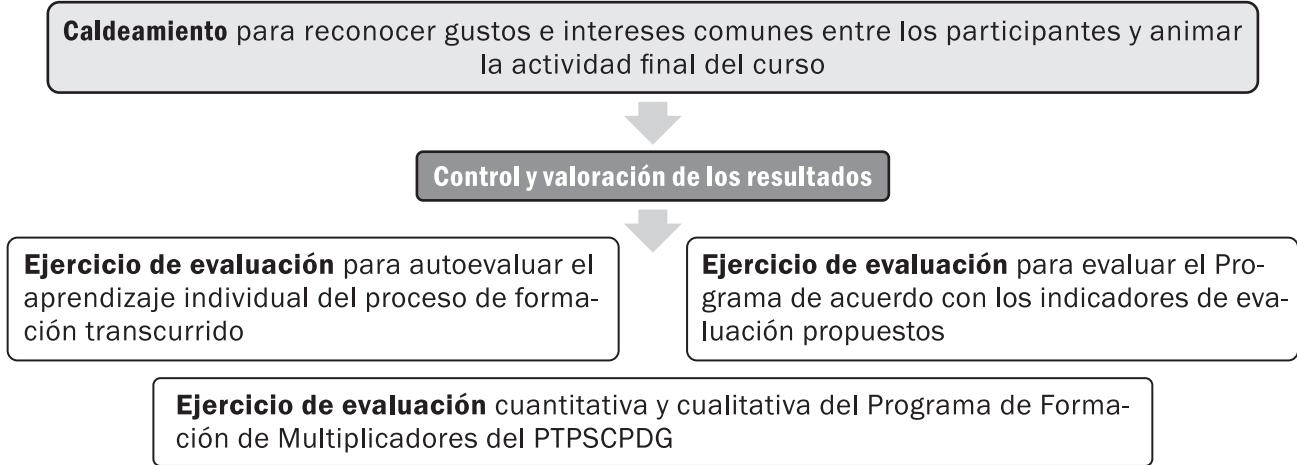 Caldeamiento para reconocer gustos e intereses comunes entre los participantes y animar
la actividad final del curso
Control y valoración de los resultados
Ejercicio de evaluación para autoevaluar el
aprendizaje individual del proceso de forma-
ción transcurrido
Ejercicio de evaluación para evaluar el Pro-
grama de acuerdo con los indicadores de eva-
luación propuestos
Ejercicio de evaluación cuantitativa y cualitativa del Programa de Forma-
ción de Multiplicadores del PTPSCPDG